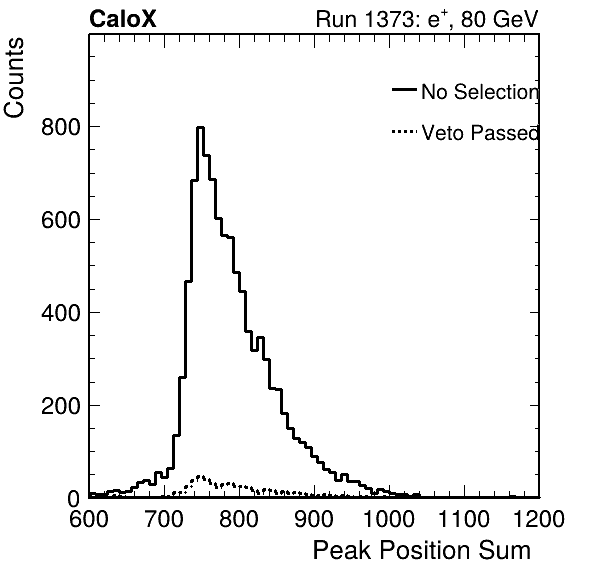 CaloX Run 1373: e⁺, 80 GeV
Counts
No Selection
Veto Passed
800
600
400
200
0
600 700 800 900 1000 1100 1200
Peak Position Sum